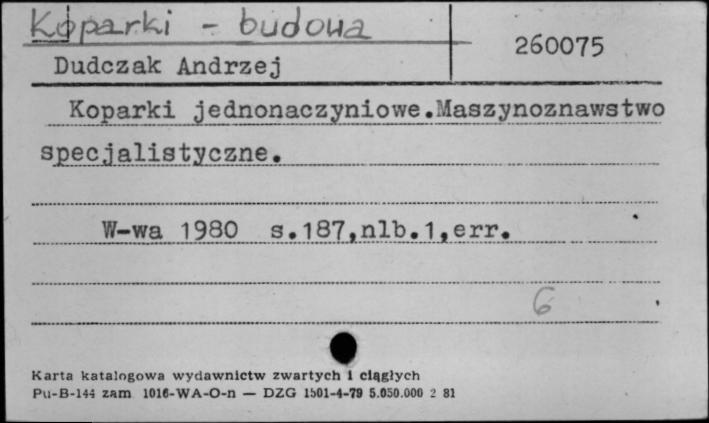 Koparki - budowa
260075
Dudczak Andrzej
Koparki jednonaczyniowe.Maszynoznawstwo
specjalistyczne.
W-wa 1980 s.187,nlb.1,err.
6
Karta katalogowa wydawnictw zwartych i ciągłych
Pu-B-144 zam 1016-WA-O-n — DZG 1501-4-79 5.050.000 2 81